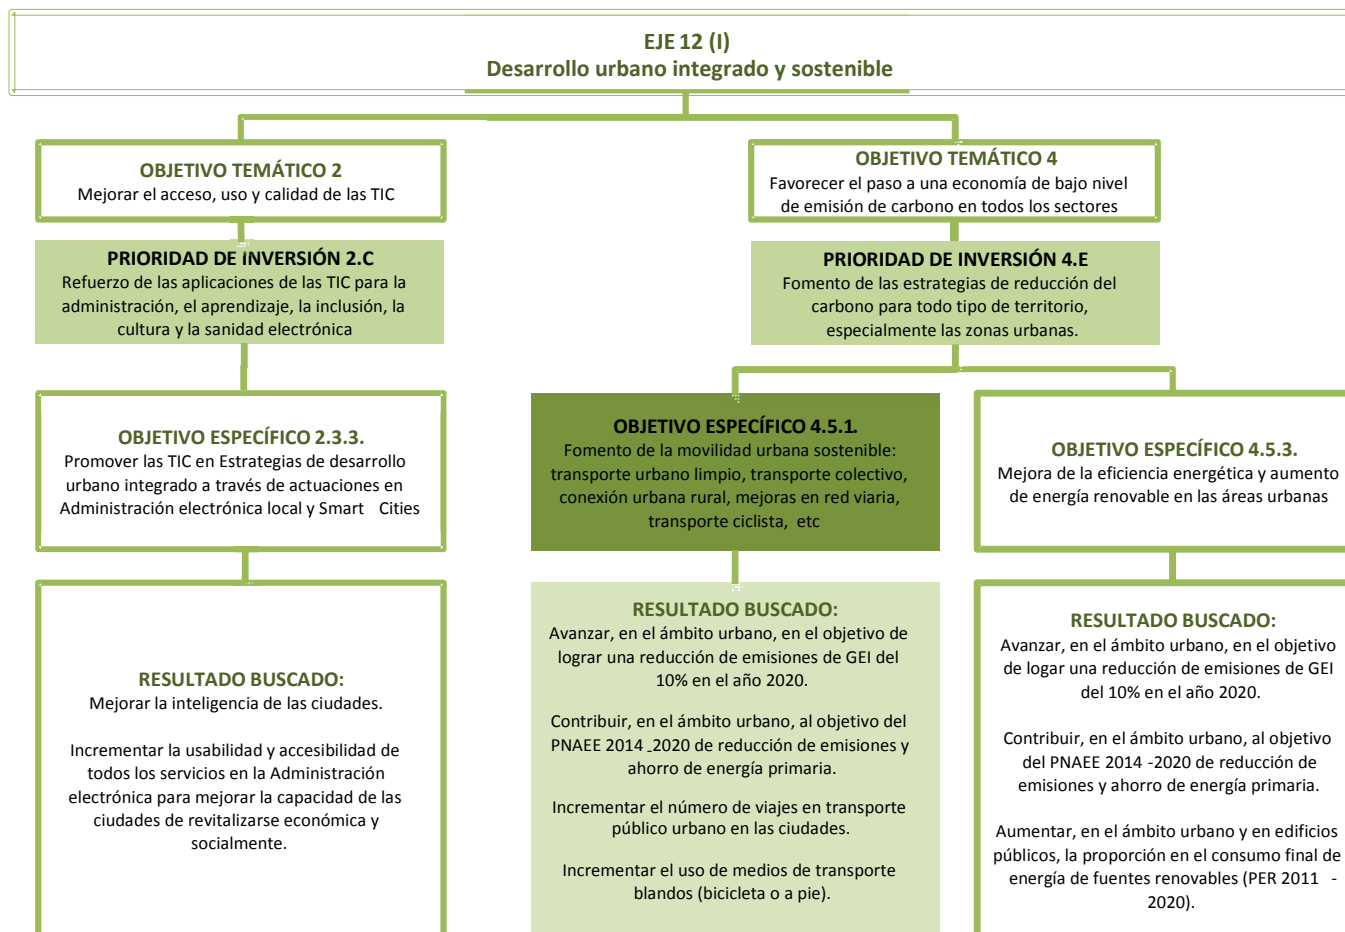 EJE 12 (I)
Desarrollo urbano integrado y sostenible
OBJETIVO TEMÁTICO 2
Mejorar el acceso, uso y calidad de las TIC
OBJETIVO TEMÁTICO 4
Favorecer el paso a una economía de bajo nivel
de emisión de carbono en todos los sectores
PRIORIDAD DE INVERSIÓN 2.C
Refuerzo de las aplicaciones de las TIC para la
administración, el aprendizaje, la inclusión, la
cultura y la sanidad electrónica
PRIORIDAD DE INVERSIÓN 4.E
Fomento de las estrategias de reducción del
carbono para todo tipo de territorio,
especialmente las zonas urbanas.
OBJETIVO ESPECÍFICO 2.3.3.
Promover las TIC en Estrategias de desarrollo
urbano integrado a través de actuaciones en
Administración electrónica local y Smart Cities
OBJETIVO ESPECÍFICO 4.5.1.
Fomento de la movilidad urbana sostenible:
transporte urbano limpio, transporte colectivo,
conexión urbana rural, mejoras en red viaria,
transporte ciclista, etc
OBJETIVO ESPECÍFICO 4.5.3.
Mejora de la eficiencia energética y aumento
de energía renovable en las áreas urbanas
RESULTADO BUSCADO:
Mejorar la inteligencia de las ciudades.
Incrementar la usabilidad y accesibilidad de
todos los servicios en la Administración
electrónica para mejorar la capacidad de las
ciudades de revitalizarse económica y
socialmente.
RESULTADO BUSCADO:
Avanzar, en el ámbito urbano, en el objetivo de
lograr una reducción de emisiones de GEI del
10% en el año 2020.
Contribuir, en el ámbito urbano, al objetivo del
PNAEE 2014 -2020 de reducción de emisiones y
ahorro de energía primaria.
Incrementar el número de viajes en transporte
público urbano en las ciudades.
Incrementar el uso de medios de transporte
blandos (bicicleta o a pie).
RESULTADO BUSCADO:
Avanzar, en el ámbito urbano, en el objetivo
de logar una reducción de emisiones de GEI
del 10% en el año 2020.
Contribuir, en el ámbito urbano, al objetivo
del PNAEE 2014 -2020 de reducción de
emisiones y ahorro de energía primaria.
Aumentar, en el ámbito urbano y en edificios
públicos, la proporción en el consumo final de
energía de fuentes renovables (PER 2011 -
2020).